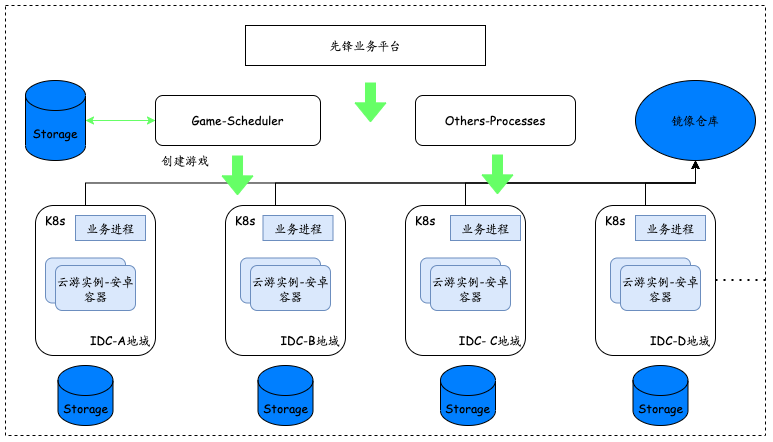 先锋业务平台
Storage
Game-Scheduler
Others-Processes
镜像仓库
创建游戏
K8s
业务进程
云游实例-安卓
容器
IDC-A地域
K8s
业务进程
云游实例-安卓
容器
IDC-B地域
K8s
业务进程
云游实例-安卓
容器
IDC- C地域
K8s
业务进程
云游实例-安卓
容器
IDC-D地域
Storage
Storage
Storage
Storage